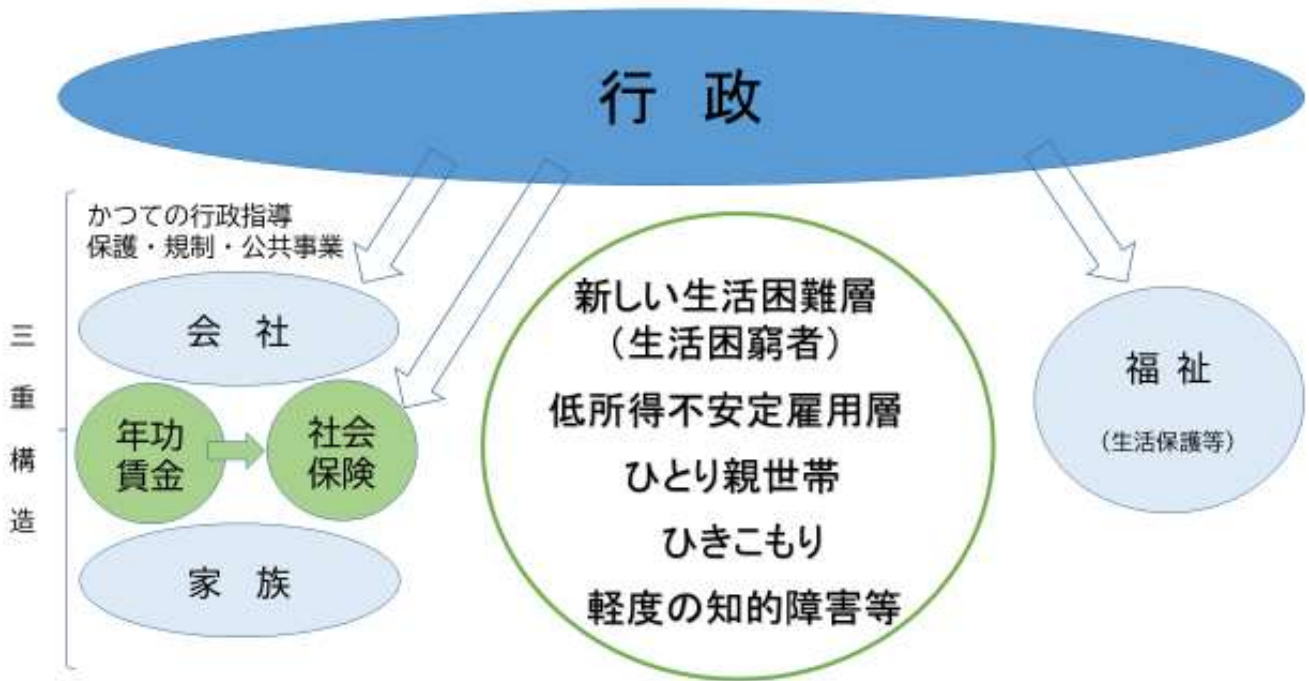 行 政
かつての行政指導
保護・規制・公共事業
三重構造
会 社
年功
賃金
社会
保険
家 族
新しい生活困難層
（生活困窮者）
低所得不安定雇用層
ひとり親世帯
ひきこもり
軽度の知的障害等
福 祉
（生活保護等）